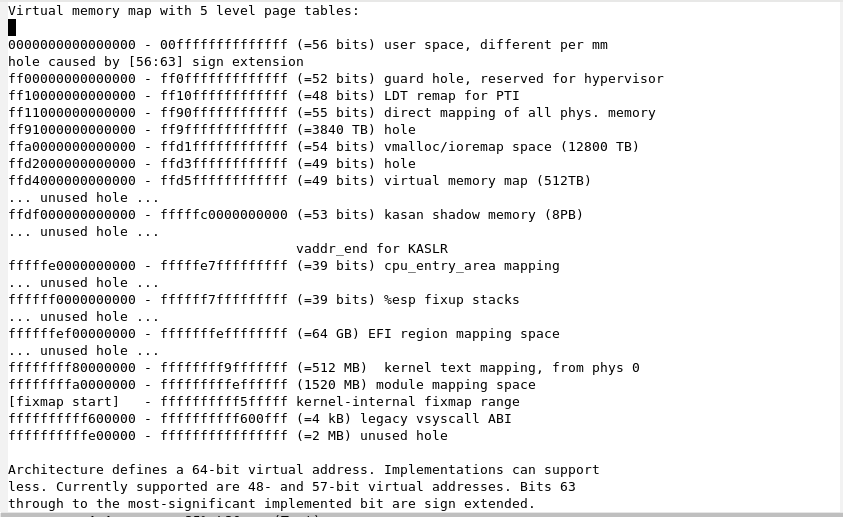 Virtual memory map with 5 level page tables:
0000000000000000 - 00ffffffffffffff (=56 bits) user space, different per mm
hole caused by [56:63] sign extension
ff00000000000000 - ff0fffffffffffff (=52 bits) guard hole, reserved for hypervisor
ff10000000000000 - ff10ffffffffffff (=48 bits) LDT remap for PTI
ff11000000000000 - ff90ffffffffffff (=55 bits) direct mapping of all phys. memory
ff91000000000000 - ff9fffffffffffff (=3840 TB) hole
ffa0000000000000 - ffd1ffffffffffff (=54 bits) vmalloc/ioremap space (12800 TB)
ffd2000000000000 - ffd3ffffffffffff (=49 bits) hole
ffd4000000000000 - ffd5ffffffffffff (=49 bits) virtual memory map (512TB)
... unused hole ...
ffdf000000000000 - fffffc0000000000 (=53 bits) kasan shadow memory (8PB)
... unused hole ...
                                    vaddr_end for KASLR
fffffe0000000000 - fffffe7fffffffff (=39 bits) cpu_entry_area mapping
... unused hole ...
ffffff0000000000 - ffffff7fffffffff (=39 bits) %esp fixup stacks
... unused hole ...
ffffffef00000000 - fffffffeffffffff (=64 GB) EFI region mapping space
... unused hole ...
ffffffff80000000 - ffffffff9fffffff (=512 MB)  kernel text mapping, from phys 0
ffffffffa0000000 - fffffffffeffffff (1520 MB) module mapping space
[fixmap start]   - ffffffffff5fffff kernel-internal fixmap range
ffffffffff600000 - ffffffffff600fff (=4 kB) legacy vsyscall ABI
ffffffffffe00000 - ffffffffffffffff (=2 MB) unused hole
Architecture defines a 64-bit virtual address. Implementations can support
less. Currently supported are 48- and 57-bit virtual addresses. Bits 63
through to the most-significant implemented bit are sign extended.